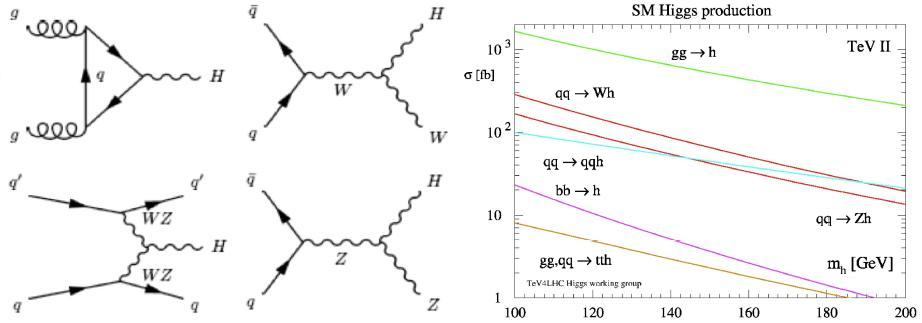 g
q
H
g
q̄
H
W
q
W
q'
q'
WZ
H
WZ
q
q
q̄
H
Z
q
Z
SM Higgs production
10³
TeV II
gg → h
σ [fb]
qq → Wh
10²
qq → qqh
bb → h
qq → Zh
10
gg,qq → tth
m_h [GeV]
TeV4LHC Higgs working group
1
100 120 140 160 180 200